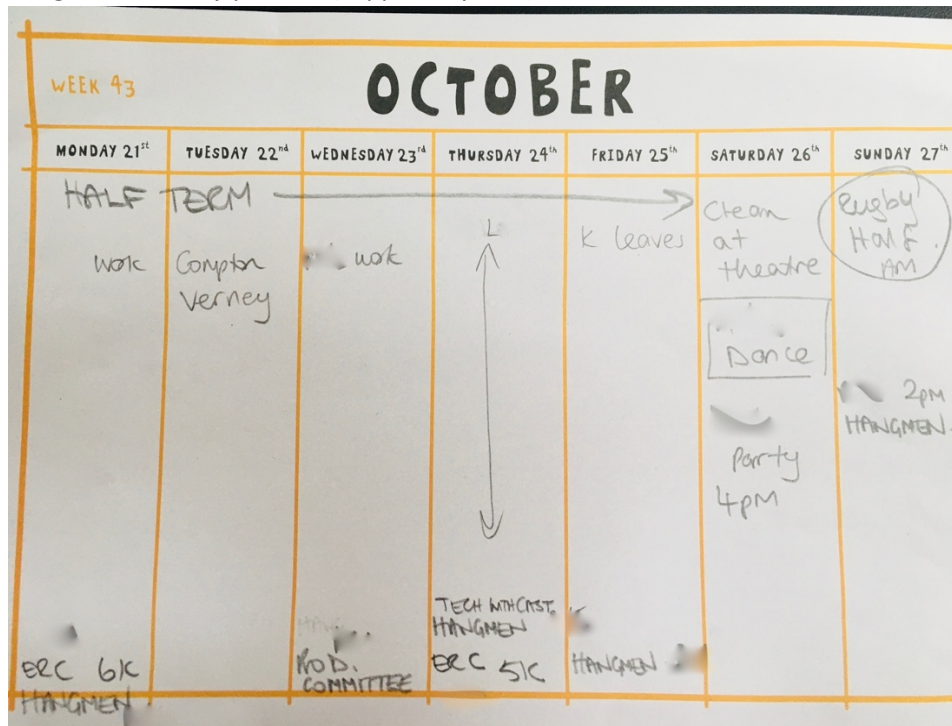 WEEK 43
OCTOBER
MONDAY 21st
TUESDAY 22nd
WEDNESDAY 23rd
THURSDAY 24th
FRIDAY 25th
SATURDAY 26th
SUNDAY 27th
HALF TERM
work
ERC 6K
HANGMEN
Compton
Verney
work
COMMITTEE
L
TECH WITH CAST.
HANGMEN
ERC 5K
K leaves
HANGMEN
Clean
at
theatre
Dance
Party
4pm
Rugby
Half
AM
2pm
HANGMEN.